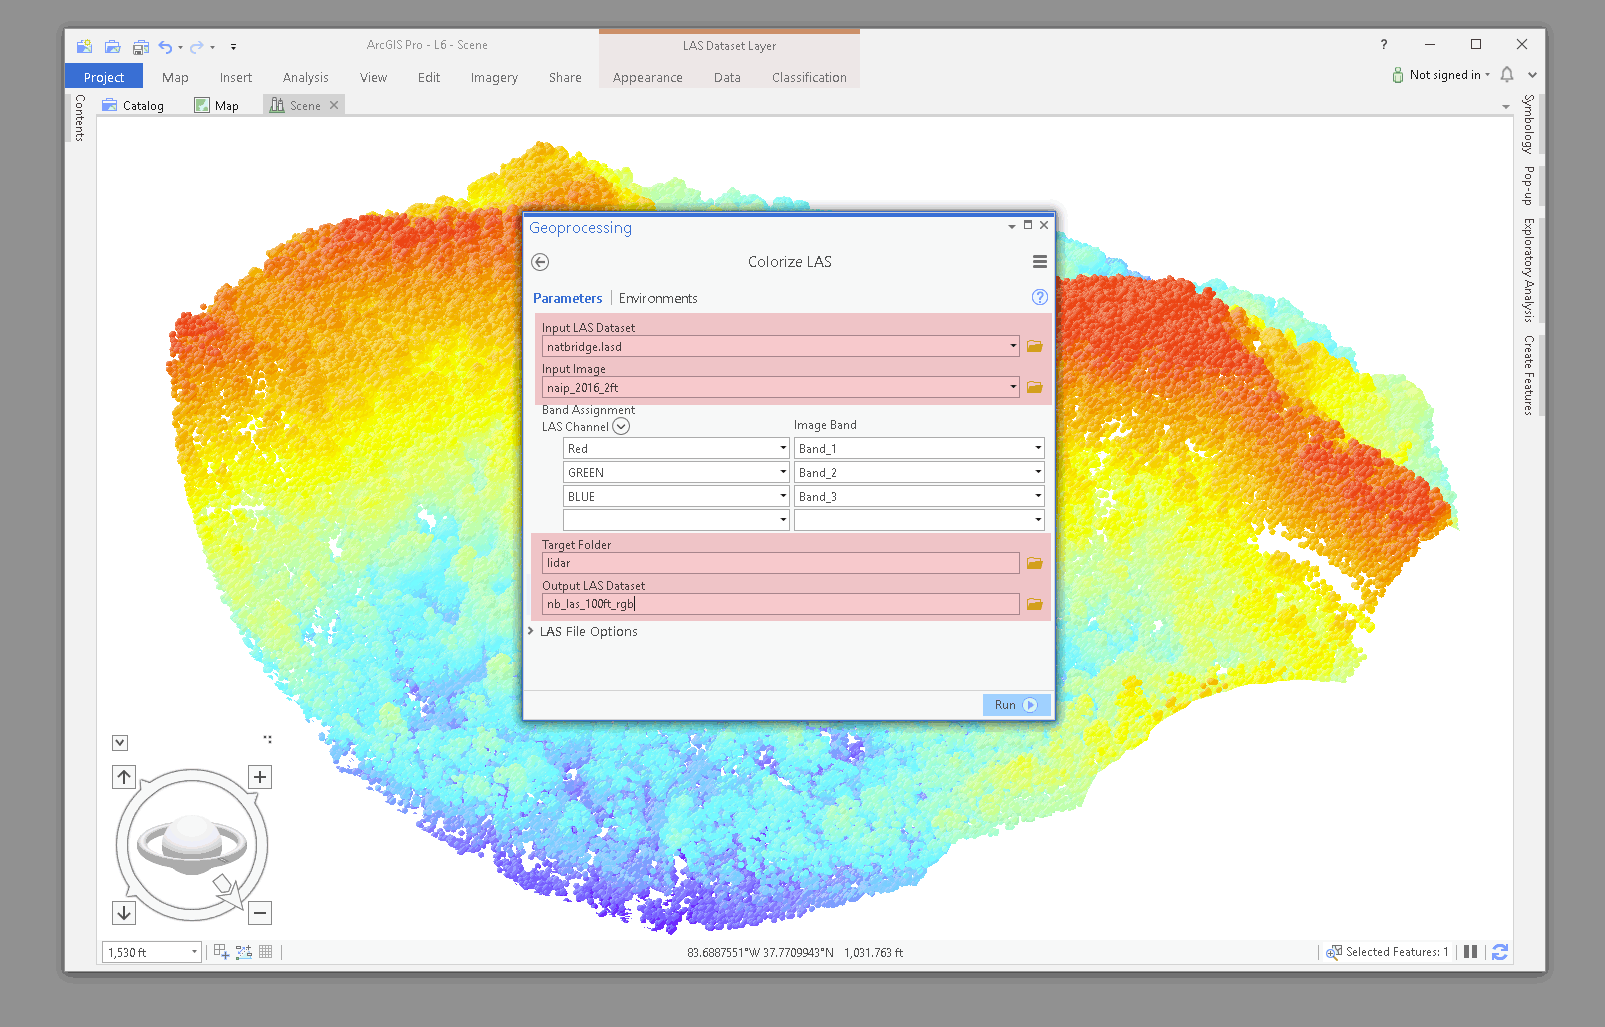 ArcGIS Pro - L6 - Scene
LAS Dataset Layer
?
Project
Map
Insert
Analysis
View
Edit
Imagery
Share
Appearance
Data
Classification
Not signed in
Contents
Catalog
Map
Scene
Symbology
Pop-up
Exploratory Analysis
Create Features
Geoprocessing
Colorize LAS
Parameters
Environments
?
Input LAS Dataset
natbridge.lasd
Input Image
naip_2016_2ft
Band Assignment
LAS Channel
Image Band
Red
Band_1
GREEN
Band_2
BLUE
Band_3
Target Folder
lidar
Output LAS Dataset
nb_las_100ft_rgb
LAS File Options
Run
1,530 ft
83.6887551°W 37.7709943°N 1,031.763 ft
Selected Features: 1